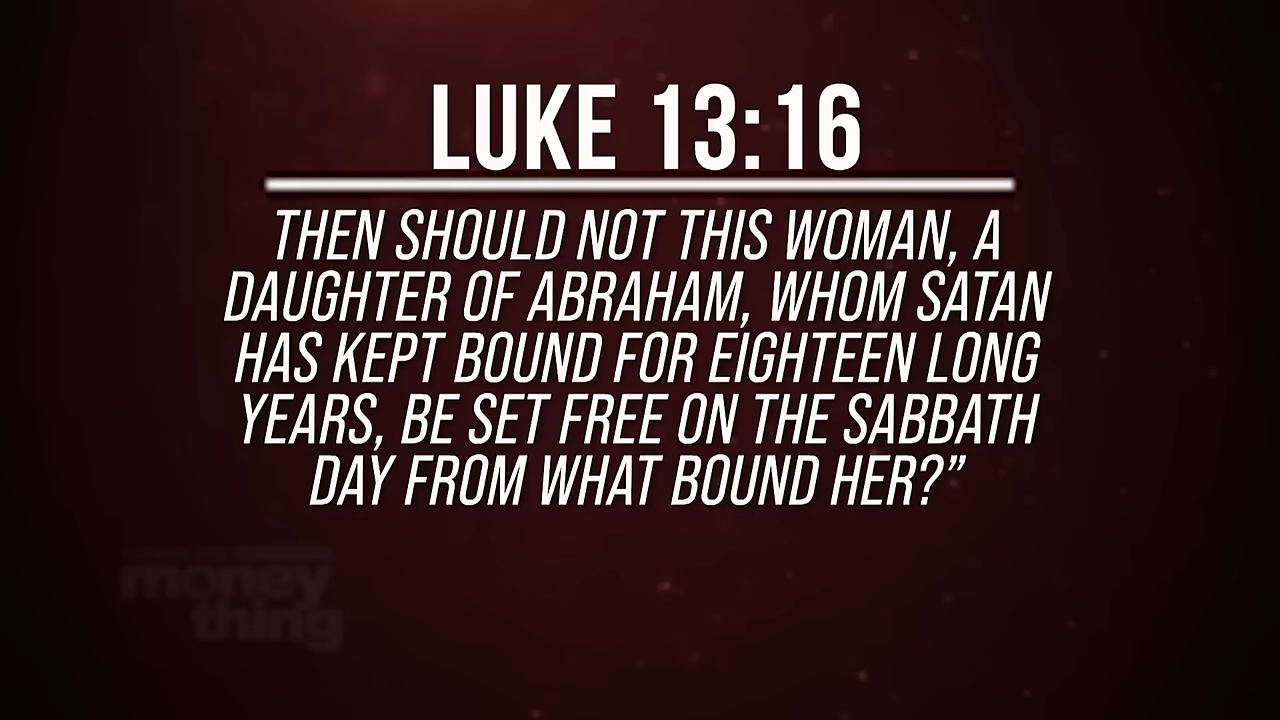 LUKE 13:16
THEN SHOULD NOT THIS WOMAN, A
DAUGHTER OF ABRAHAM, WHOM SATAN
HAS KEPT BOUND FOR EIGHTEEN LONG
YEARS, BE SET FREE ON THE SABBATH
DAY FROM WHAT BOUND HER?”
money
thing